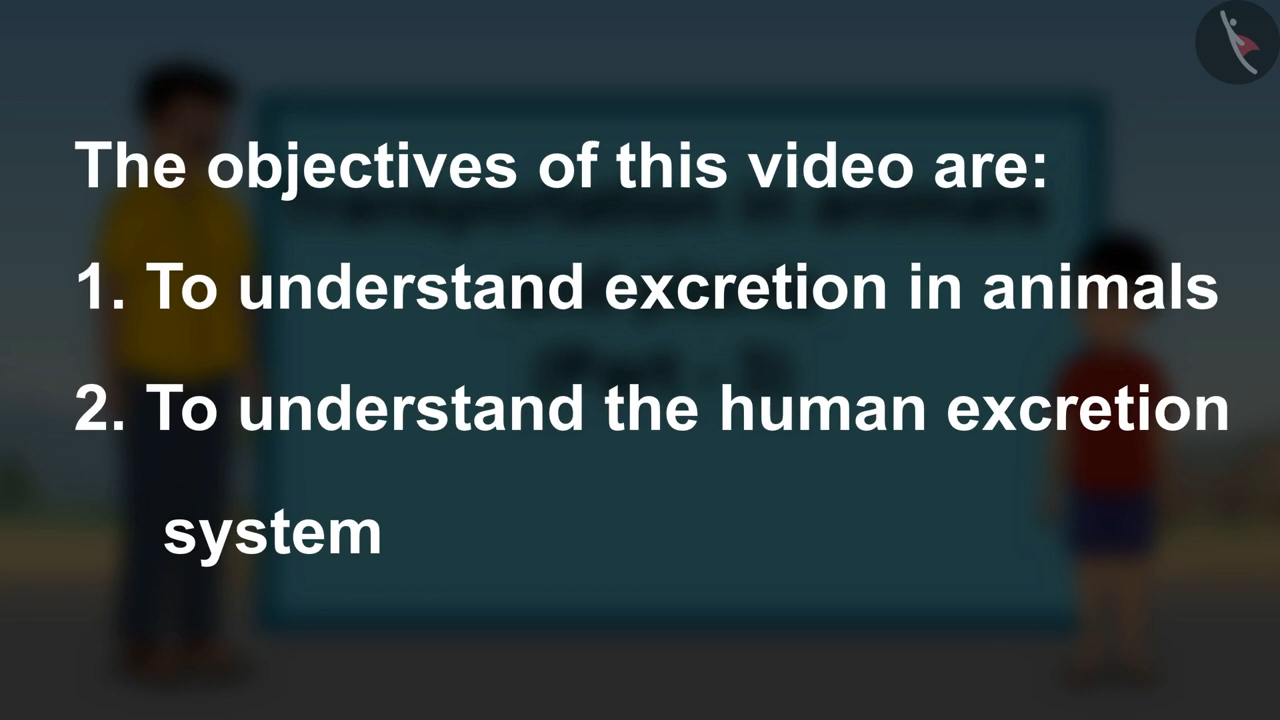 The objectives of this video are:
1. To understand excretion in animals
2. To understand the human excretion
system